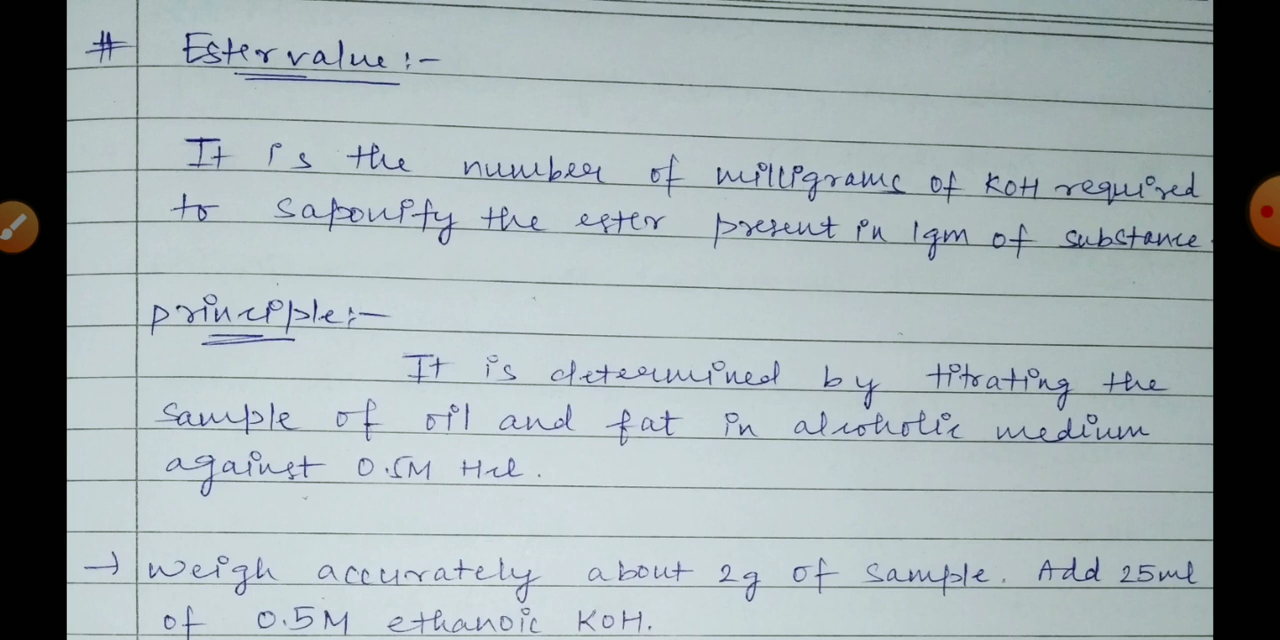 # Ester value :-
It is the number of milligrams of KOH required
to saponify the ester present in 1gm of substance.
principle:-
It is determined by titrating the
sample of oil and fat in alcoholic medium
against 0.5M Hcl.
→ weigh accurately about 2g of sample. Add 25ml
of 0.5M ethanoic KOH.